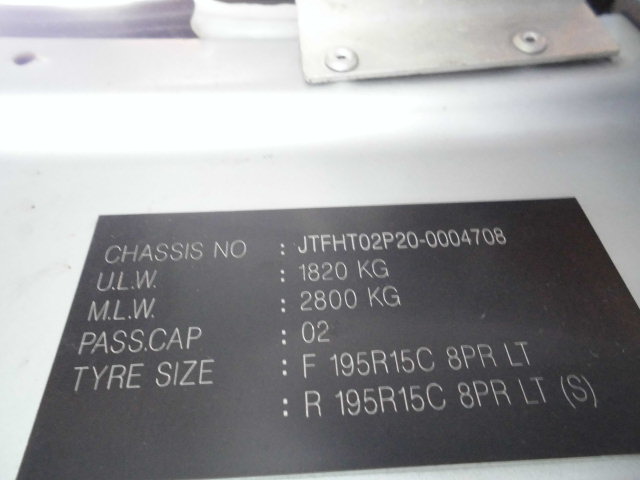 CHASSIS NO : JTFHT02P20-0004708
U.L.W. : 1820 KG
M.L.W. : 2800 KG
PASS.CAP : 02
TYRE SIZE : F 195R15C 8PR LT
: R 195R15C 8PR LT (S)